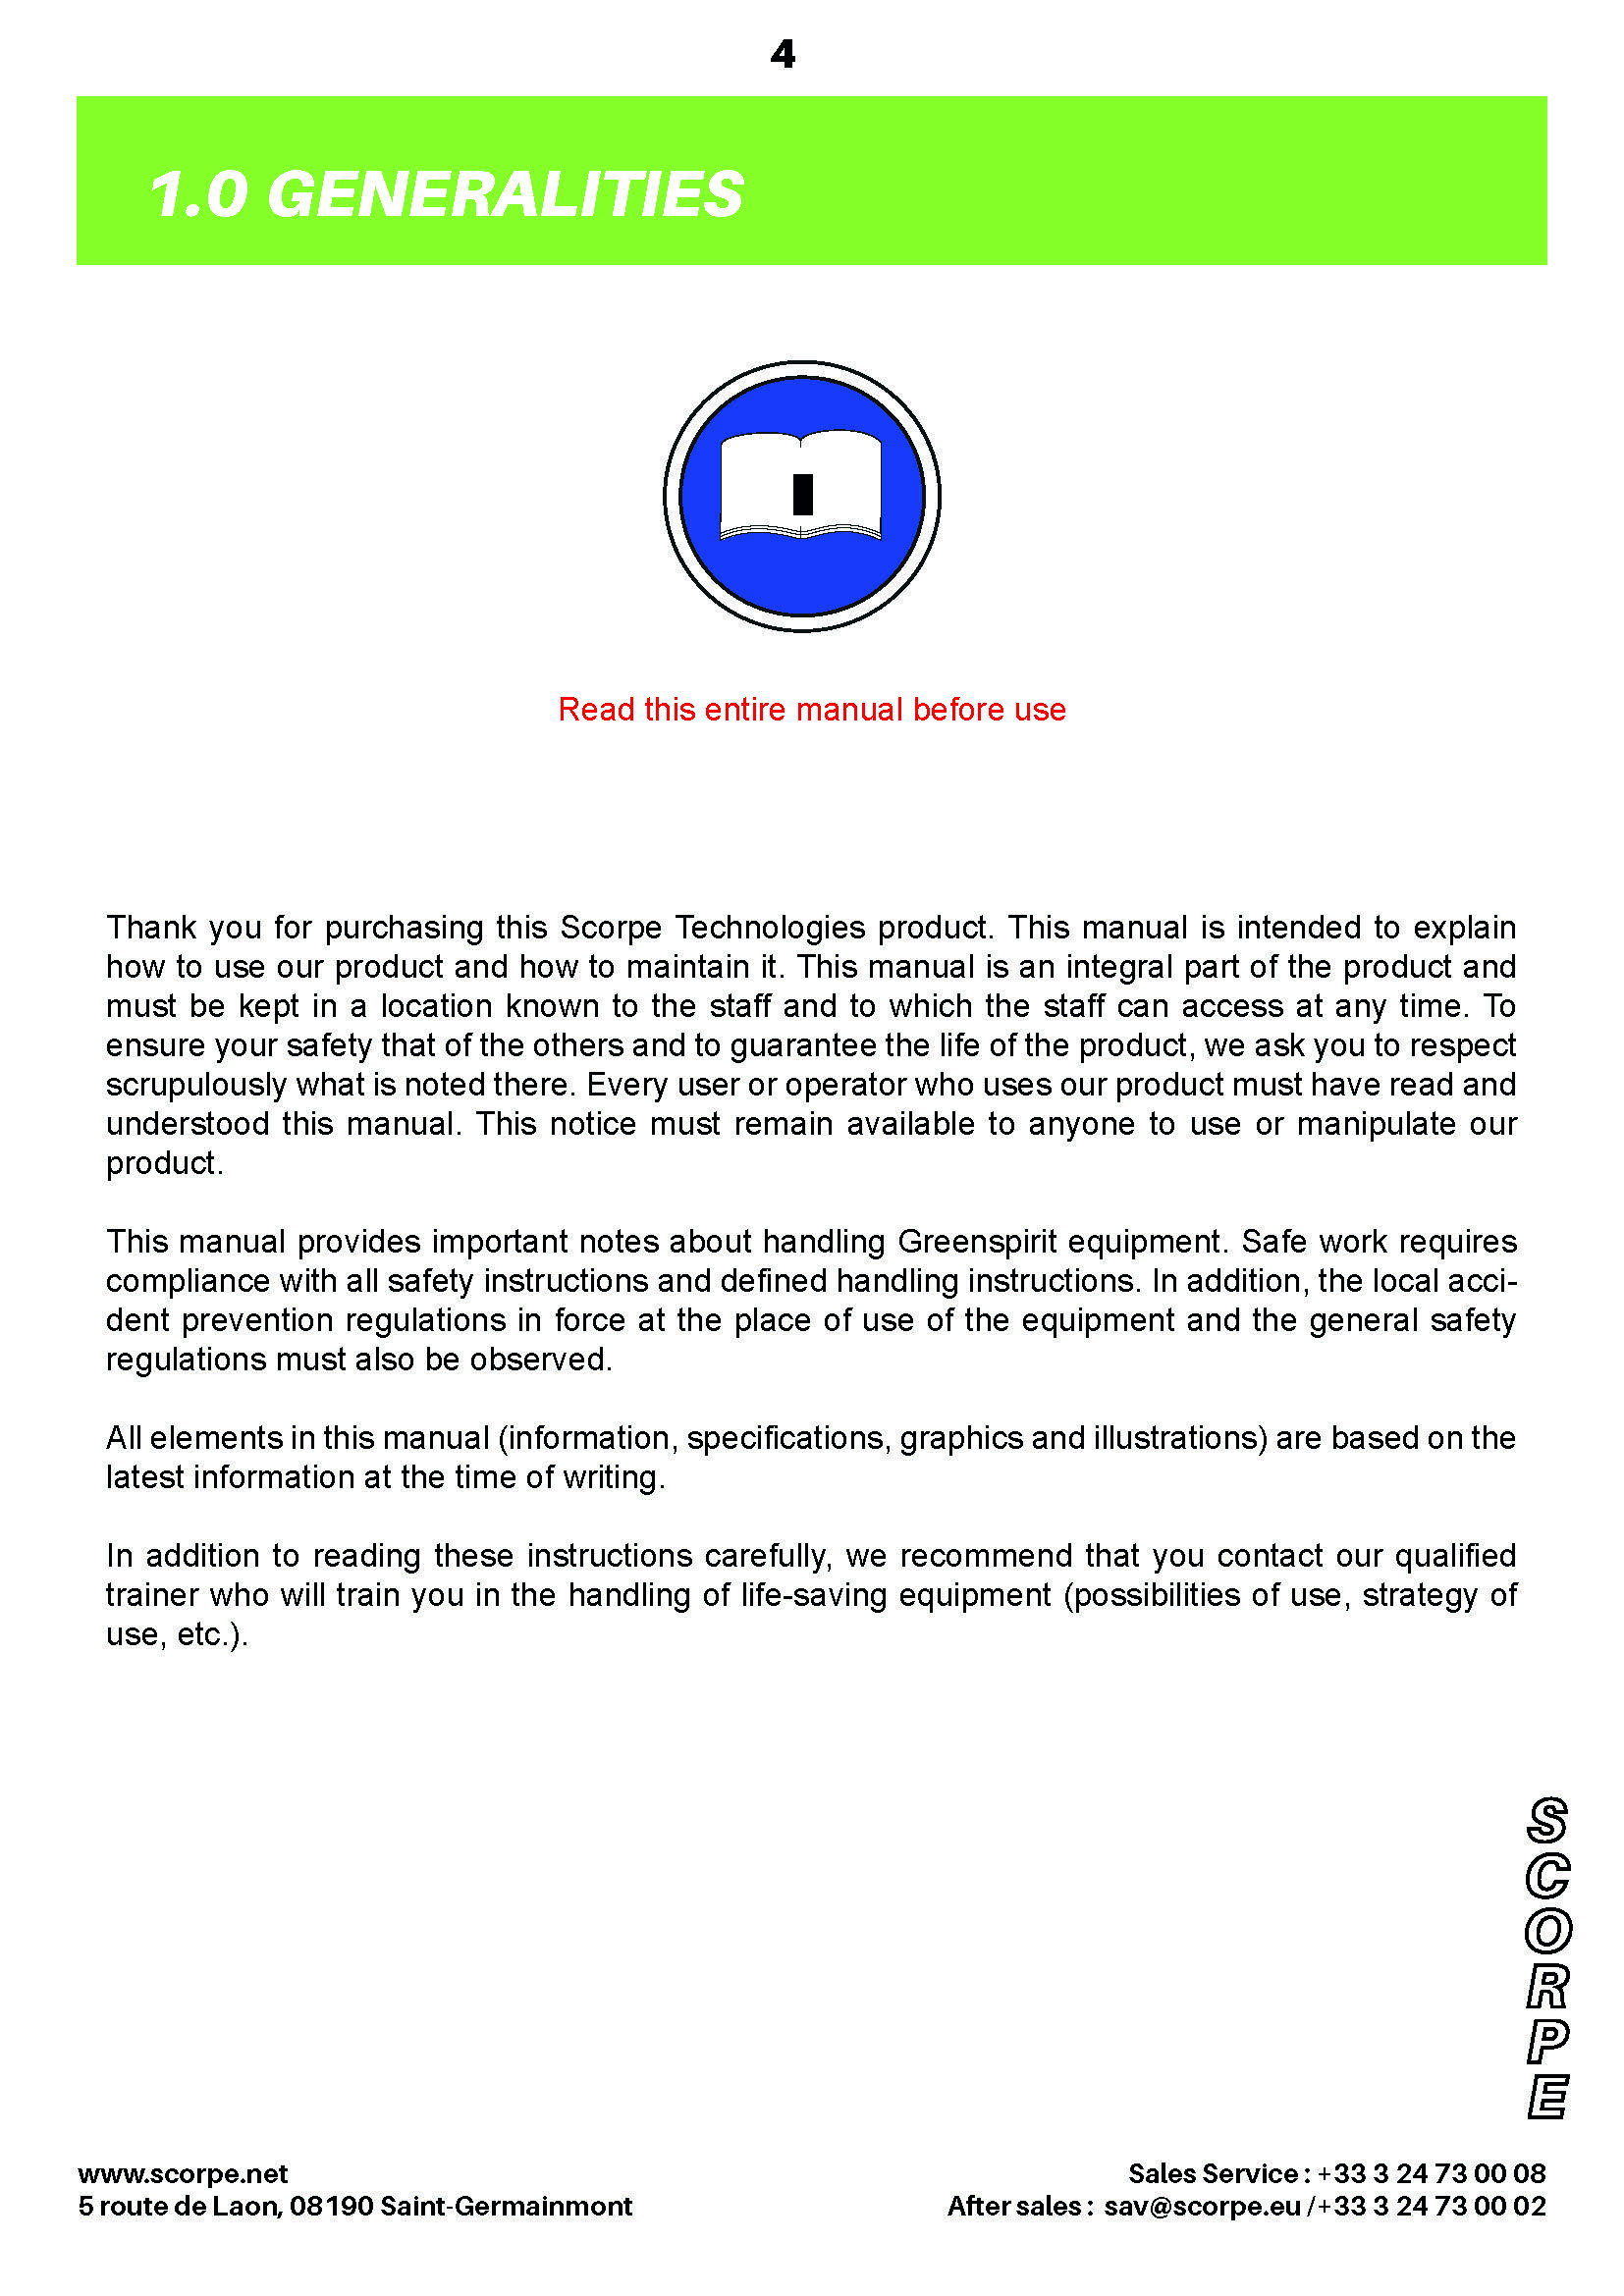 4
1.0 GENERALITIES
Read this entire manual before use
Thank you for purchasing this Scorpe Technologies product. This manual is intended to explain
how to use our product and how to maintain it. This manual is an integral part of the product and
must be kept in a location known to the staff and to which the staff can access at any time. To
ensure your safety that of the others and to guarantee the life of the product, we ask you to respect
scrupulously what is noted there. Every user or operator who uses our product must have read and
understood this manual. This notice must remain available to anyone to use or manipulate our
product.
This manual provides important notes about handling Greenspirit equipment. Safe work requires
compliance with all safety instructions and defined handling instructions. In addition, the local acci-
dent prevention regulations in force at the place of use of the equipment and the general safety
regulations must also be observed.
All elements in this manual (information, specifications, graphics and illustrations) are based on the
latest information at the time of writing.
In addition to reading these instructions carefully, we recommend that you contact our qualified
trainer who will train you in the handling of life-saving equipment (possibilities of use, strategy of
use, etc.).
SCORPE
www.scorpe.net
5 route de Laon, 08190 Saint-Germainmont
Sales Service : +33 3 24 73 00 08
After sales : sav@scorpe.eu /+33 3 24 73 00 02